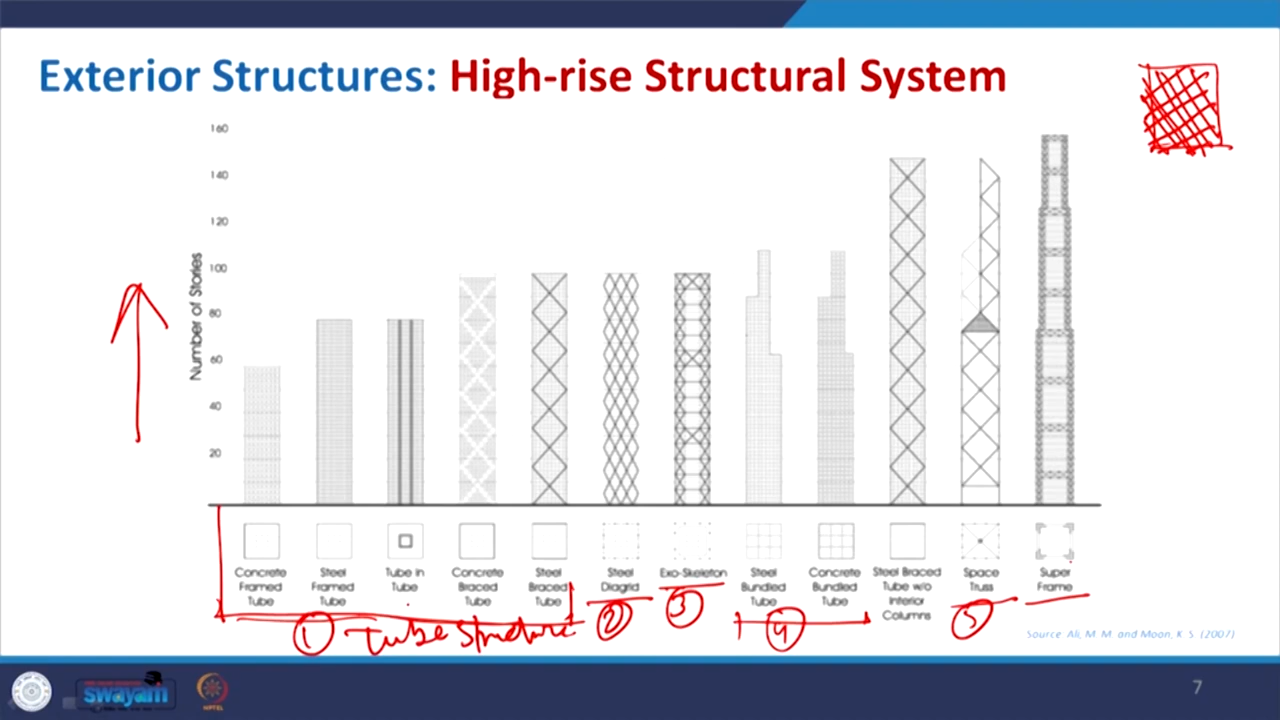 Exterior Structures: High-rise Structural System
160
140
120
100
80
60
40
20
Number of Stories
Concrete
Framed
Tube
Steel
Framed
Tube
Tube in
Tube
Concrete
Braced
Tube
Steel
Braced
Tube
Steel
Diagrid
Exo-Skeleton
Steel
Bundled
Tube
Concrete
Bundled
Tube
Steel Braced
Tube w/o
Interior
Columns
Space
Truss
Super
Frame
1 Tube Structure
2
3
4
5
Source: Ali, M. M. and Moon, K. S. (2007)
swayam
NPTEL
7